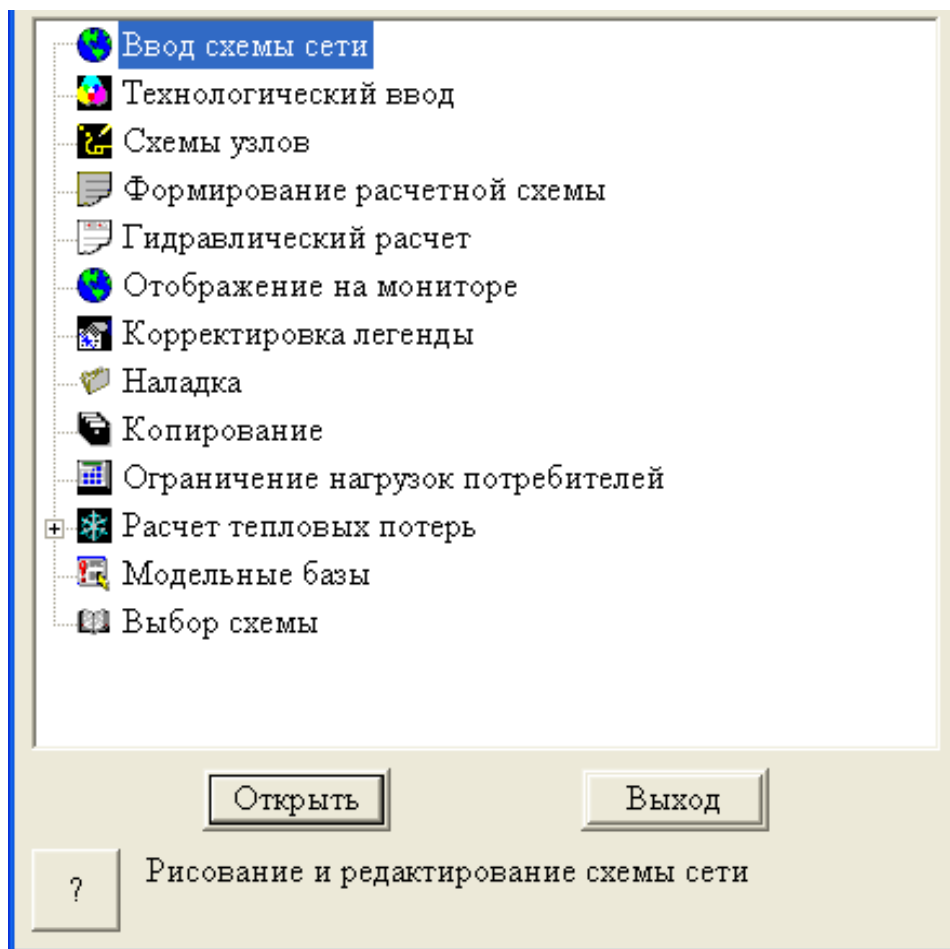 Ввод схемы сети
Технологический ввод
Схемы узлов
Формирование расчетной схемы
Гидравлический расчет
Отображение на мониторе
Корректировка легенды
Наладка
Копирование
Ограничение нагрузок потребителей
Расчет тепловых потерь
Модельные базы
Выбор схемы
Открыть
Выход
?
Рисование и редактирование схемы сети